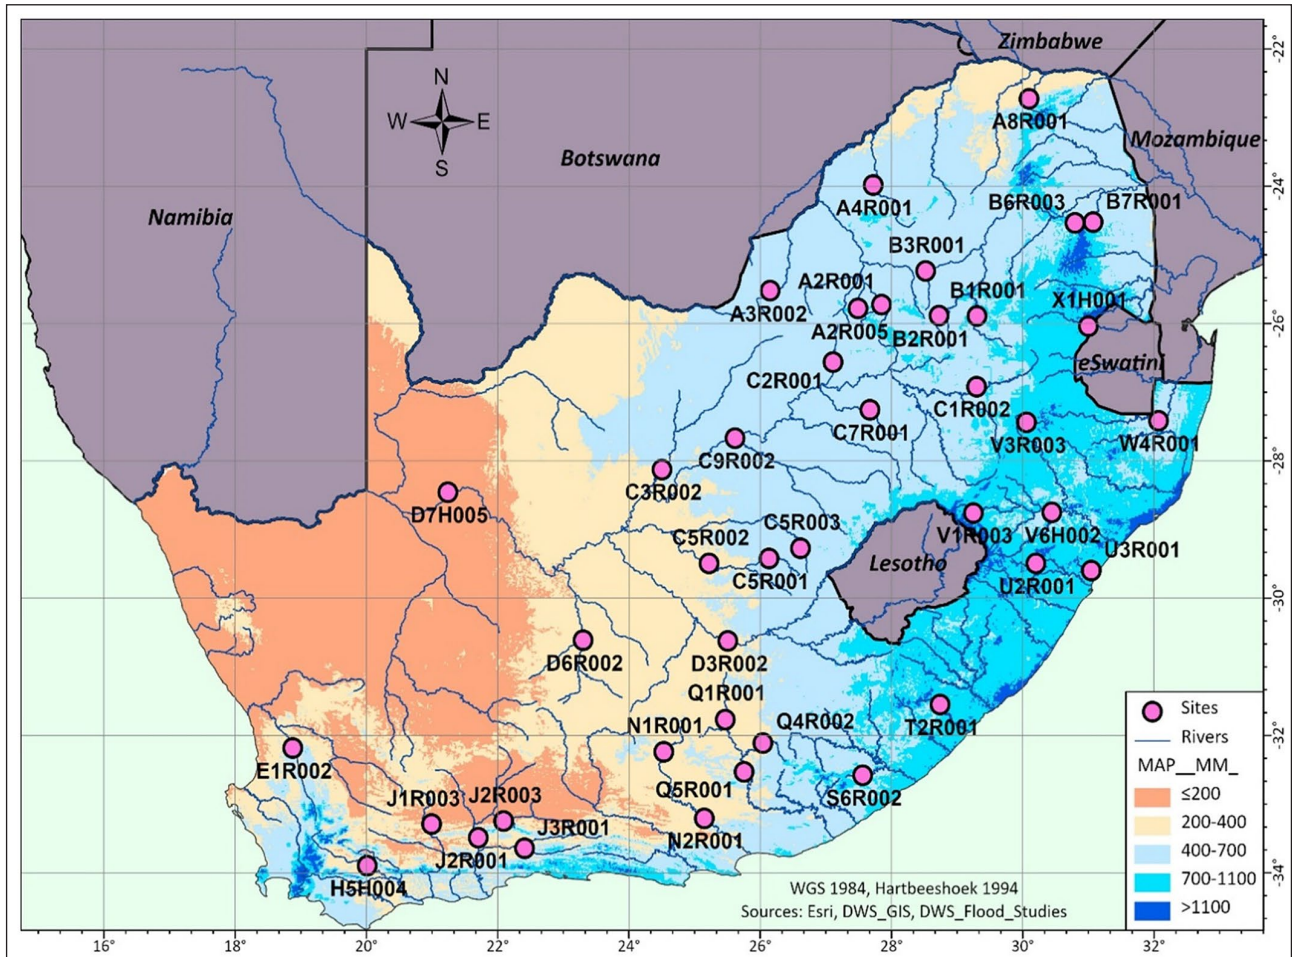 Zimbabwe
N
W E
S
A8R001
Mozambique
Botswana
Namibia
A4R001
B6R003
B7R001
B3R001
A2R001
B1R001
X1H001
A3R002
A2R005
B2R001
eSwatini
C2R001
C1R002
C7R001
V3R003
W4R001
C9R002
C3R002
D7H005
C5R003
C5R002
V1R003
V6H002
U3R001
Lesotho
C5R001
U2R001
D6R002
D3R002
Q1R001
N1R001
Q4R002
T2R001
E1R002
Q5R001
S6R002
J1R003
J2R003
J3R001
N2R001
J2R001
H5H004
Sites
Rivers
MAP__MM_
≤200
200-400
400-700
700-1100
>1100
WGS 1984, Hartbeeshoek 1994
Sources: Esri, DWS_GIS, DWS_Flood_Studies
-22°
-24°
-26°
-28°
-30°
-32°
-34°
16° 18° 20° 22° 24° 26° 28° 30° 32°